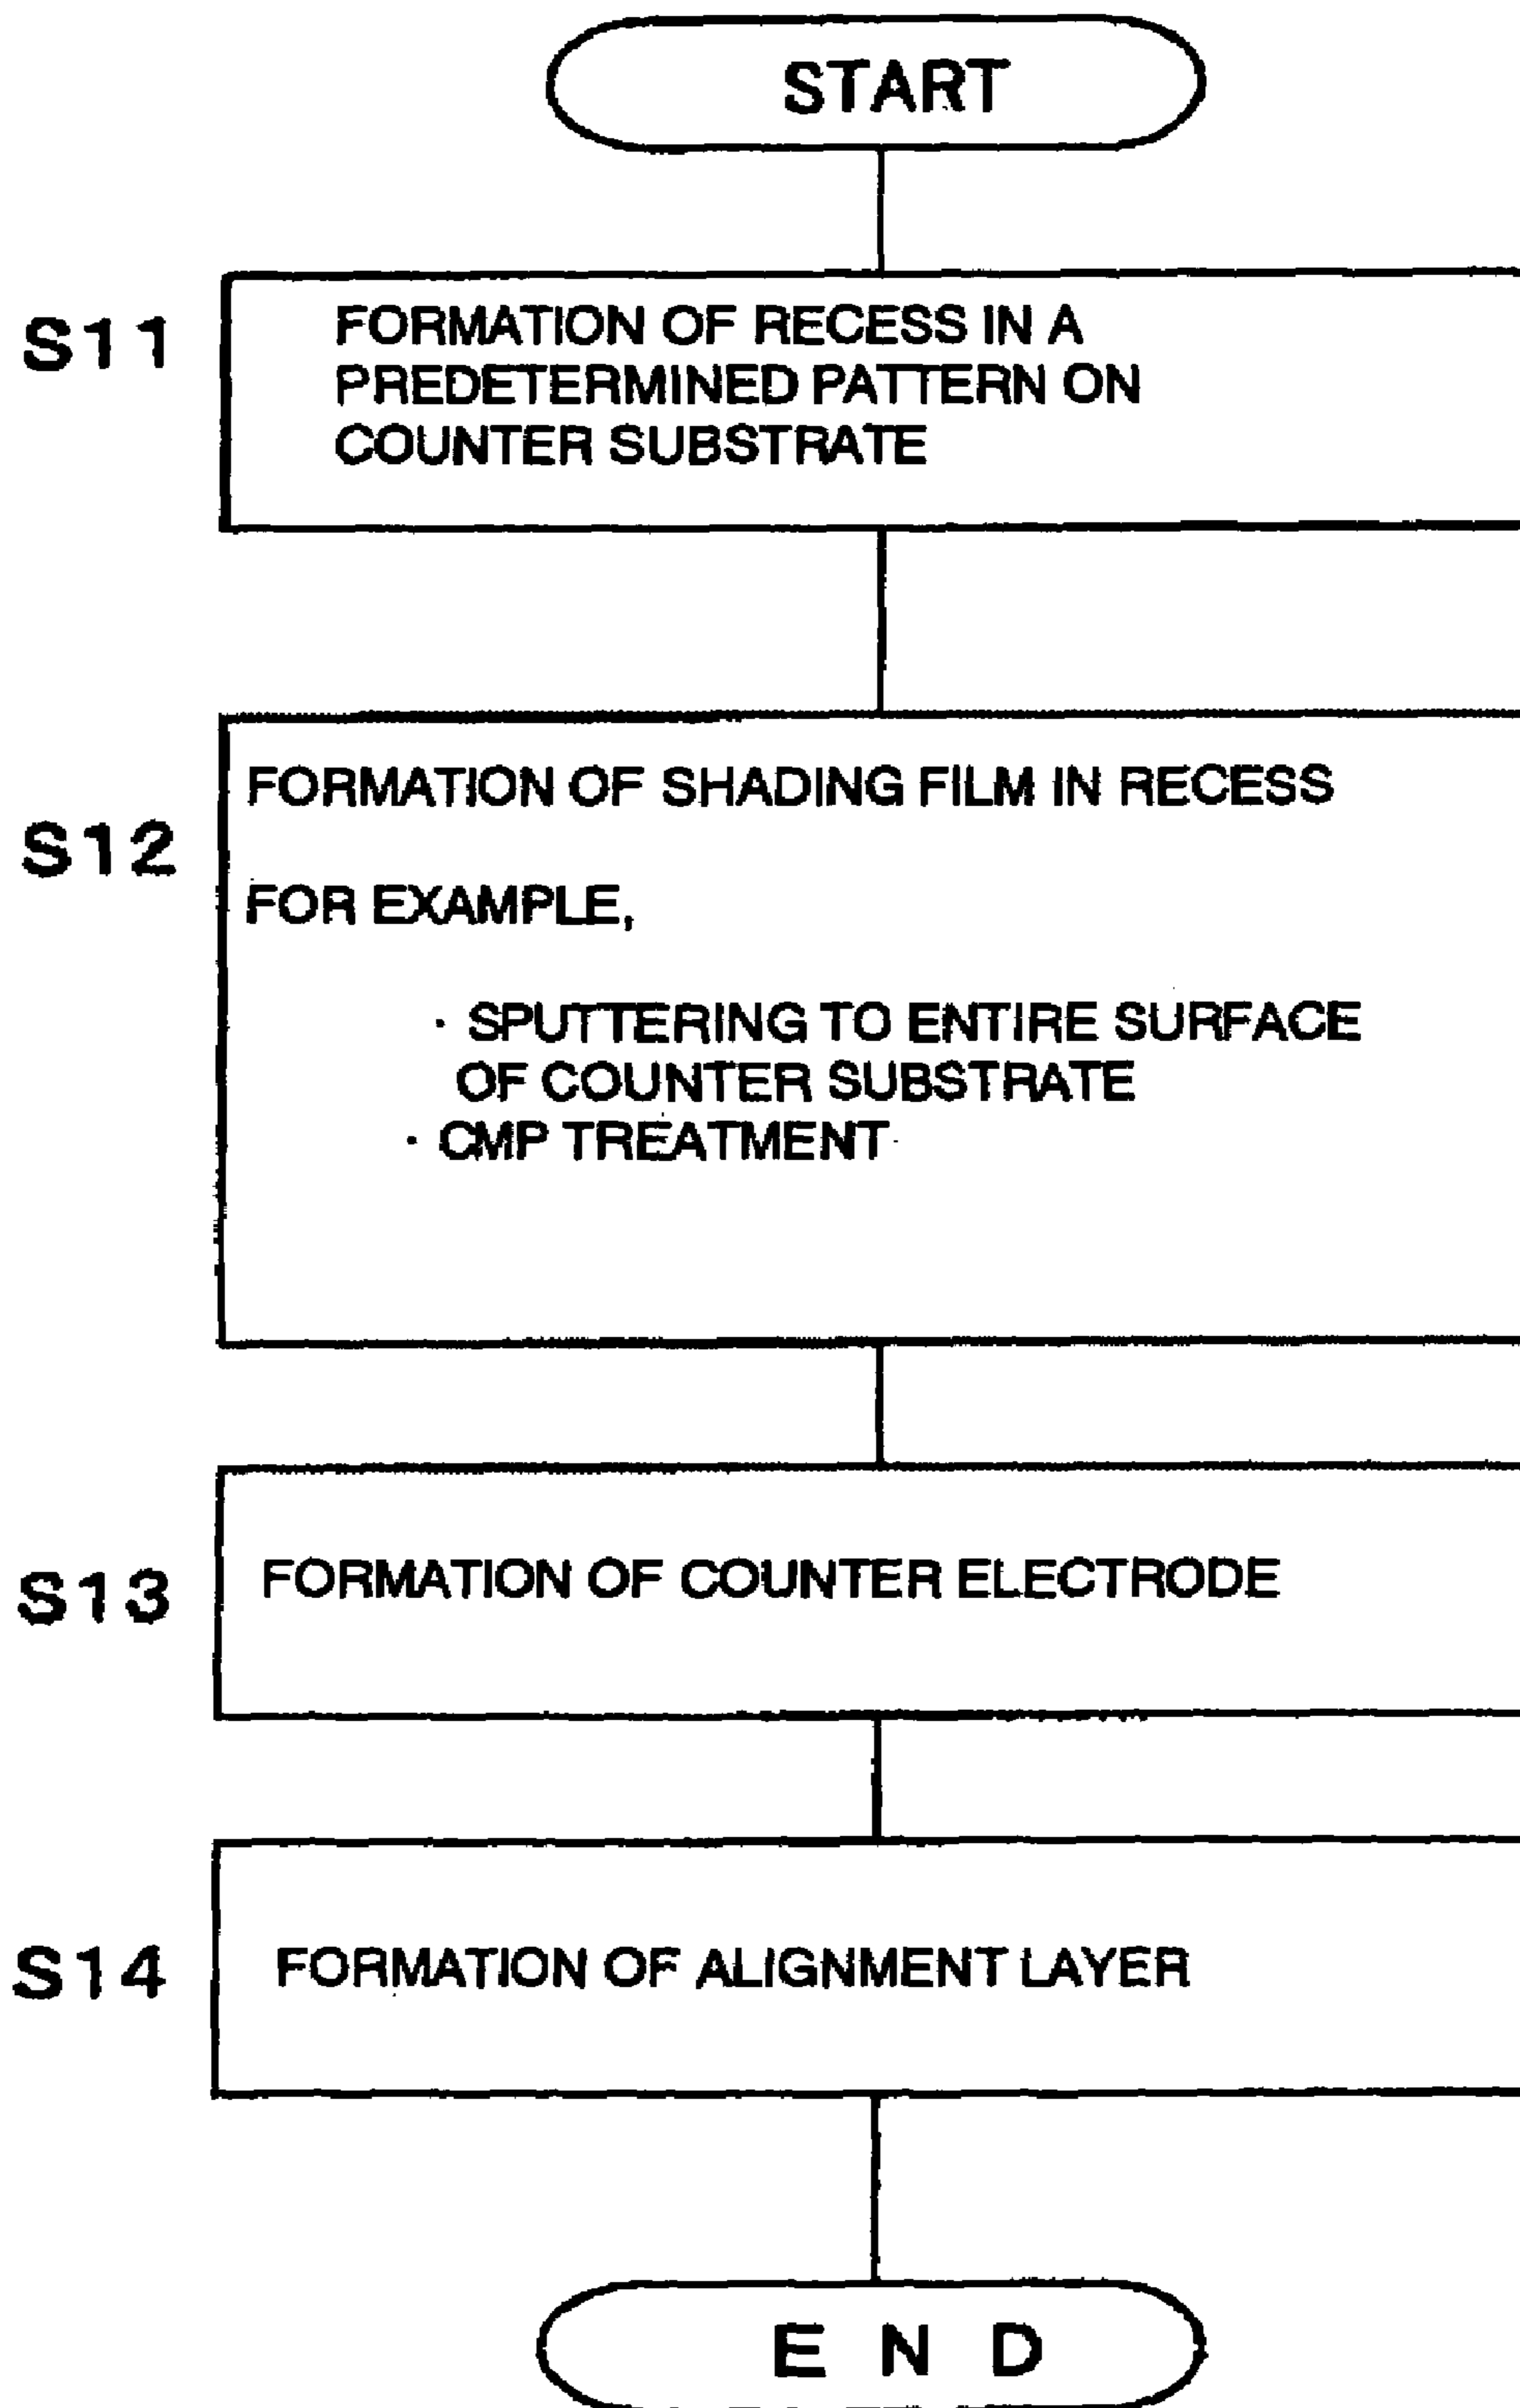 START
S11
FORMATION OF RECESS IN A
PREDETERMINED PATTERN ON
COUNTER SUBSTRATE
S12
FORMATION OF SHADING FILM IN RECESS
FOR EXAMPLE,
· SPUTTERING TO ENTIRE SURFACE
OF COUNTER SUBSTRATE
· CMP TREATMENT
S13
FORMATION OF COUNTER ELECTRODE
S14
FORMATION OF ALIGNMENT LAYER
END